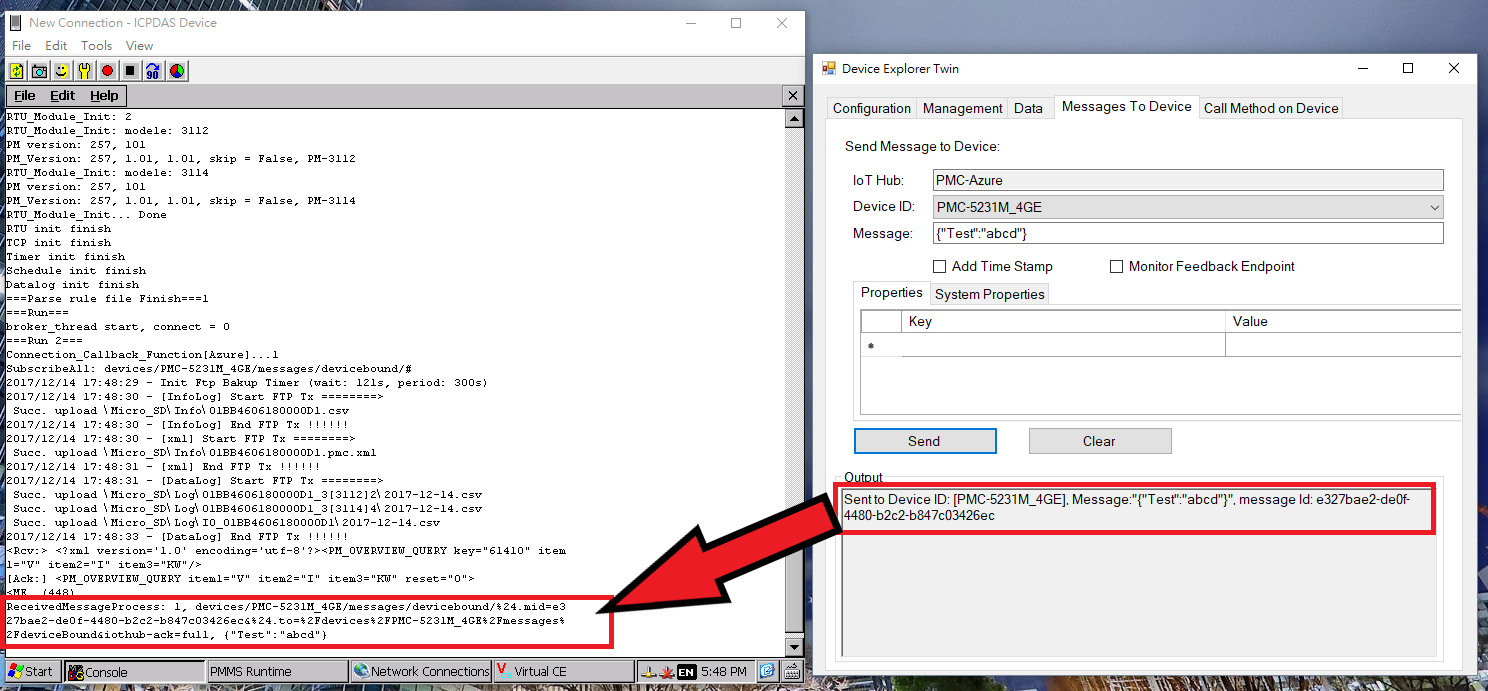 New Connection - ICPDAS Device
File Edit Tools View
90
File Edit Help
RTU_Module_Init: 2
RTU_Module_Init: modele: 3112
PM version: 257, 101
PM_Version: 257, 1.01, 1.01, skip = False, PM-3112
RTU_Module_Init: modele: 3114
PM version: 257, 101
PM_Version: 257, 1.01, 1.01, skip = False, PM-3114
RTU_Module_Init... Done
RTU init finish
TCP init finish
Timer init finish
Schedule init finish
Datalog init finish
===Parse rule file Finish===1
===Run===
broker_thread start, connect = 0
===Run 2===
Connection_Callback_Function[Azure]...1
SubscribeAll: devices/PMC-5231M_4GE/messages/devicebound/#
2017/12/14 17:48:29 - Init Ftp Bakup Timer (wait: 121s, period: 300s)
2017/12/14 17:48:30 - [InfoLog] Start FTP Tx ========>
Succ. upload \Micro_SD\Info\01BB4606180000D1.csv
2017/12/14 17:48:30 - [InfoLog] End FTP Tx !!!!!!
2017/12/14 17:48:30 - [xml] Start FTP Tx ========>
Succ. upload \Micro_SD\Info\01BB4606180000D1.pmc.xml
2017/12/14 17:48:31 - [xml] End FTP Tx !!!!!!
2017/12/14 17:48:31 - [DataLog] Start FTP Tx ========>
Succ. upload \Micro_SD\Log\01BB4606180000D1_3[3112]2\2017-12-14.csv
Succ. upload \Micro_SD\Log\01BB4606180000D1_3[3114]4\2017-12-14.csv
Succ. upload \Micro_SD\Log\IO_01BB4606180000D1\2017-12-14.csv
2017/12/14 17:48:33 - [DataLog] End FTP Tx !!!!!!
<Rcv:> <?xml version='1.0' encoding='utf-8'?><PM_OVERVIEW_QUERY key="61410" item
1="V" item2="I" item3="KW"/>
[Ack:] <PM_OVERVIEW_QUERY item1="V" item2="I" item3="KW" reset="0">
<ME. (448)
ReceivedMessageProcess: 1, devices/PMC-5231M_4GE/messages/devicebound/%24.mid=e3
27bae2-de0f-4480-b2c2-b847c03426ec&%24.to=%2Fdevices%2FPMC-5231M_4GE%2Fmessages%
2FdeviceBound&iothub-ack=full, {"Test":"abcd"}
Start Console PMMS Runtime Network Connections Virtual CE EN 5:48 PM
Device Explorer Twin
Configuration Management Data Messages To Device Call Method on Device
Send Message to Device:
IoT Hub: PMC-Azure
Device ID: PMC-5231M_4GE
Message: {"Test":"abcd"}
Add Time Stamp Monitor Feedback Endpoint
Properties System Properties
Key Value
*
Send Clear
Output
Sent to Device ID: [PMC-5231M_4GE], Message:"{"Test":"abcd"}", message Id: e327bae2-de0f-
4480-b2c2-b847c03426ec